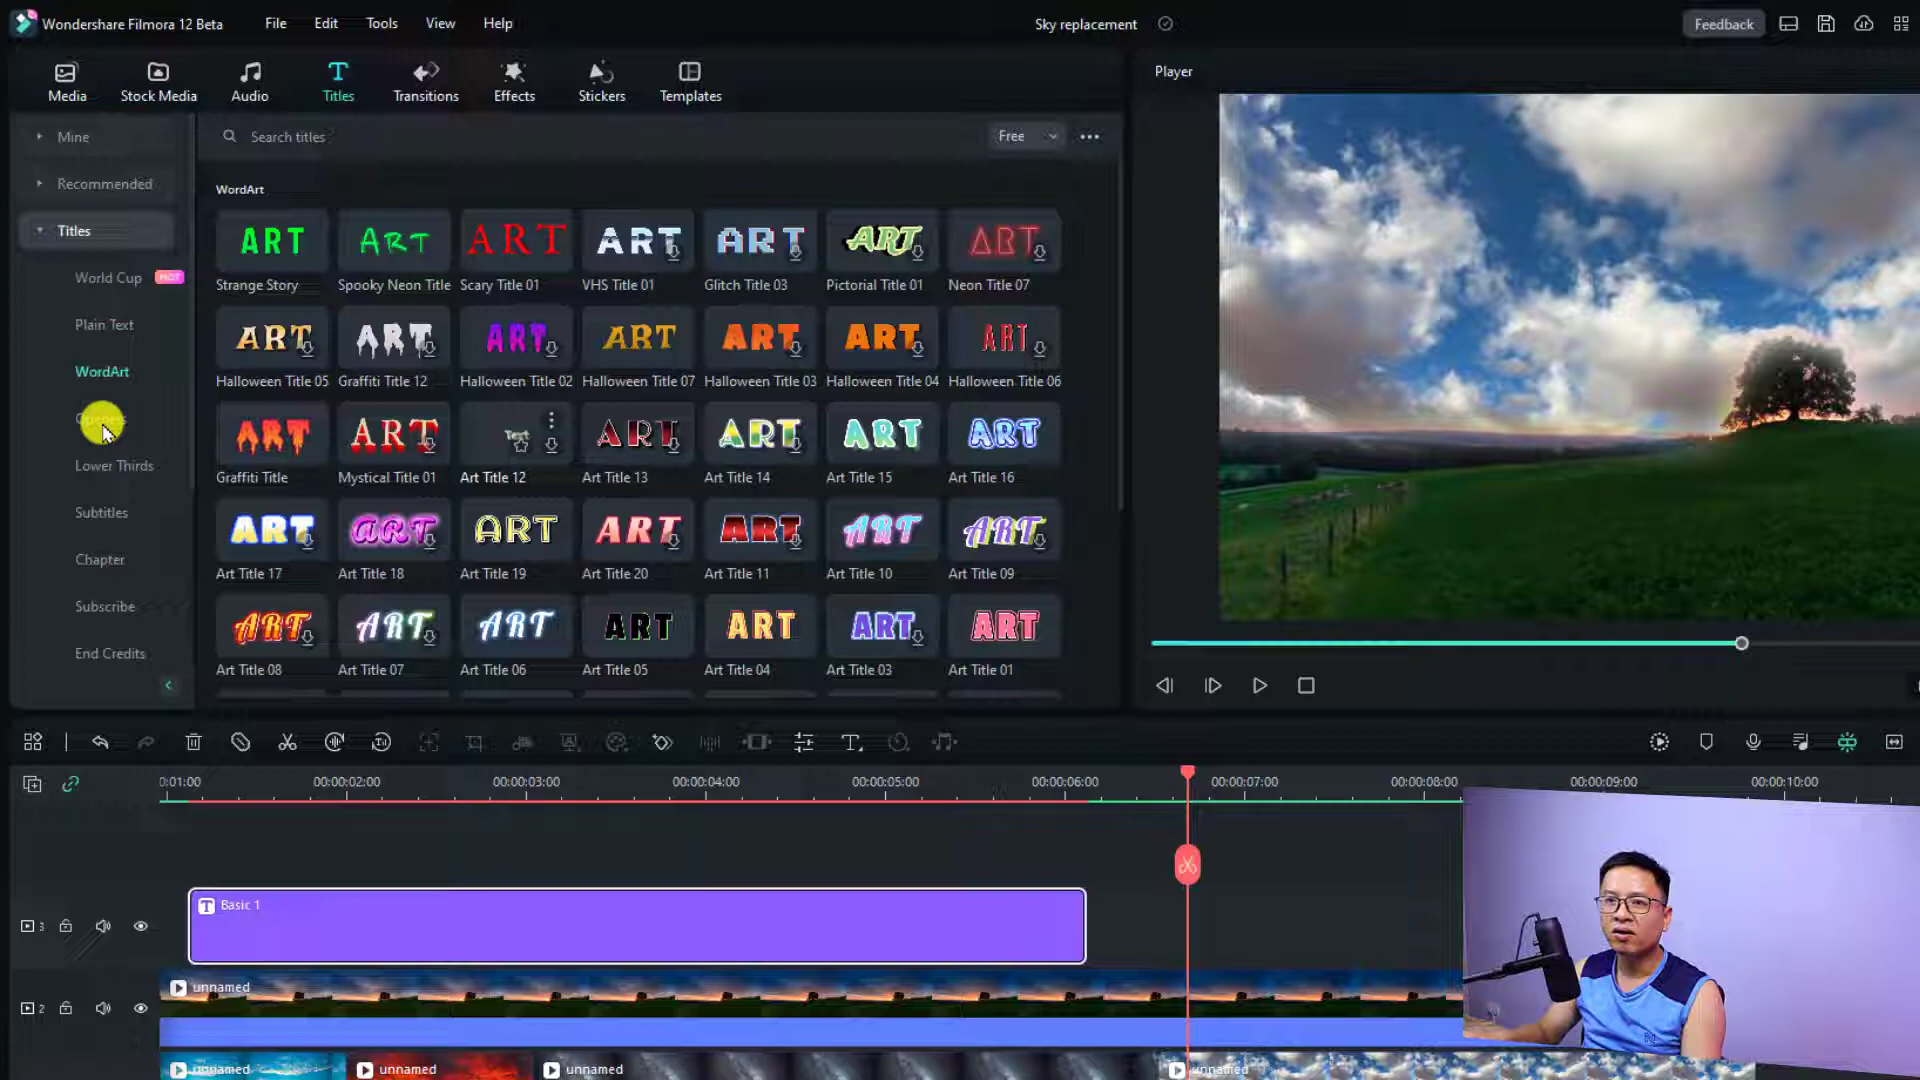 Wondershare Filmora 12 Beta
File Edit Tools View Help
Sky replacement
Feedback
Media
Stock Media
Audio
Titles
Transitions
Effects
Stickers
Templates
Player
Mine
Recommended
Titles
World Cup HOT
Plain Text
WordArt
Openers
Lower Thirds
Subtitles
Chapter
Subscribe
End Credits
Search titles
Free
WordArt
ART ART ART ART ART ART ART
Strange Story Spooky Neon Title Scary Title 01 VHS Title 01 Glitch Title 03 Pictorial Title 01 Neon Title 07
ART ART ART ART ART ART ART
Halloween Title 05 Graffiti Title 12 Halloween Title 02 Halloween Title 07 Halloween Title 03 Halloween Title 04 Halloween Title 06
ART ART Text ART ART ART ART
Graffiti Title Mystical Title 01 Art Title 12 Art Title 13 Art Title 14 Art Title 15 Art Title 16
ART ART ART ART ART ART ART
Art Title 17 Art Title 18 Art Title 19 Art Title 20 Art Title 11 Art Title 10 Art Title 09
ART ART ART ART ART ART ART
Art Title 08 Art Title 07 Art Title 06 Art Title 05 Art Title 04 Art Title 03 Art Title 01
0:01:00 00:00:02:00 00:00:03:00 00:00:04:00 00:00:05:00 00:00:06:00 00:00:07:00 00:00:08:00 00:00:09:00 00:00:10:00
3
T Basic 1
2
unnamed
unnamed unnamed unnamed unnamed